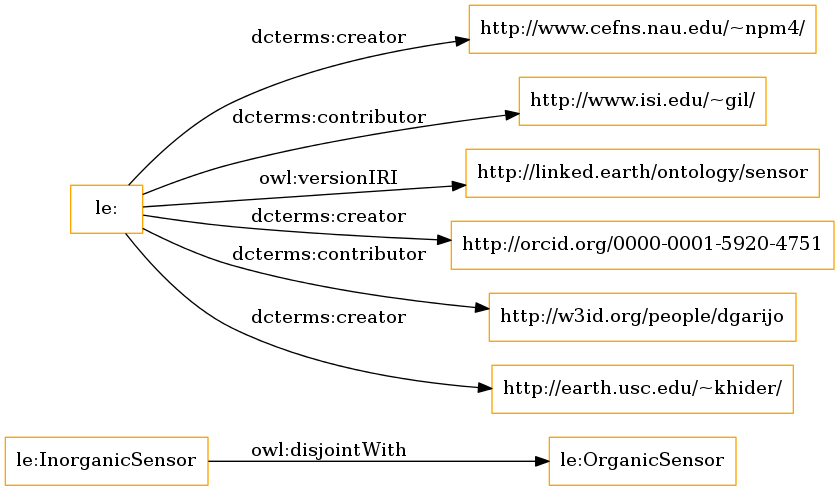 dcterms:creator
http://www.cefns.nau.edu/~npm4/
http://www.isi.edu/~gil/
dcterms:contributor
http://linked.earth/ontology/sensor
owl:versionIRI
le:
dcterms:creator
http://orcid.org/0000-0001-5920-4751
dcterms:contributor
http://w3id.org/people/dgarijo
dcterms:creator
http://earth.usc.edu/~khider/
owl:disjointWith
le:InorganicSensor
le:OrganicSensor